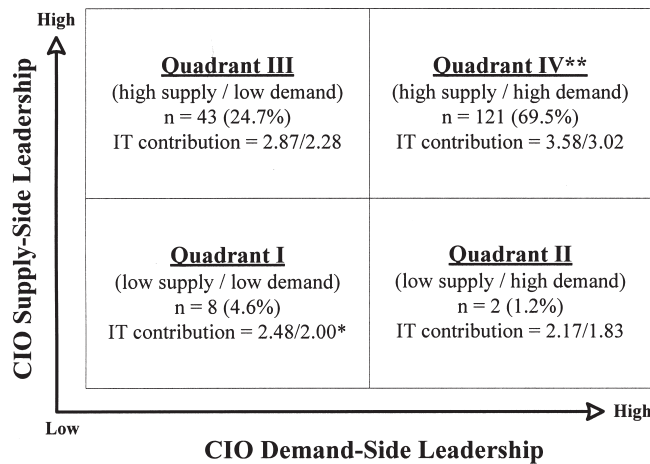 High
CIO Supply-Side Leadership
Quadrant III
(high supply / low demand)
n = 43 (24.7%)
IT contribution = 2.87/2.28
Quadrant IV**
(high supply / high demand)
n = 121 (69.5%)
IT contribution = 3.58/3.02
Quadrant I
(low supply / low demand)
n = 8 (4.6%)
IT contribution = 2.48/2.00*
Quadrant II
(low supply / high demand)
n = 2 (1.2%)
IT contribution = 2.17/1.83
Low
High
CIO Demand-Side Leadership